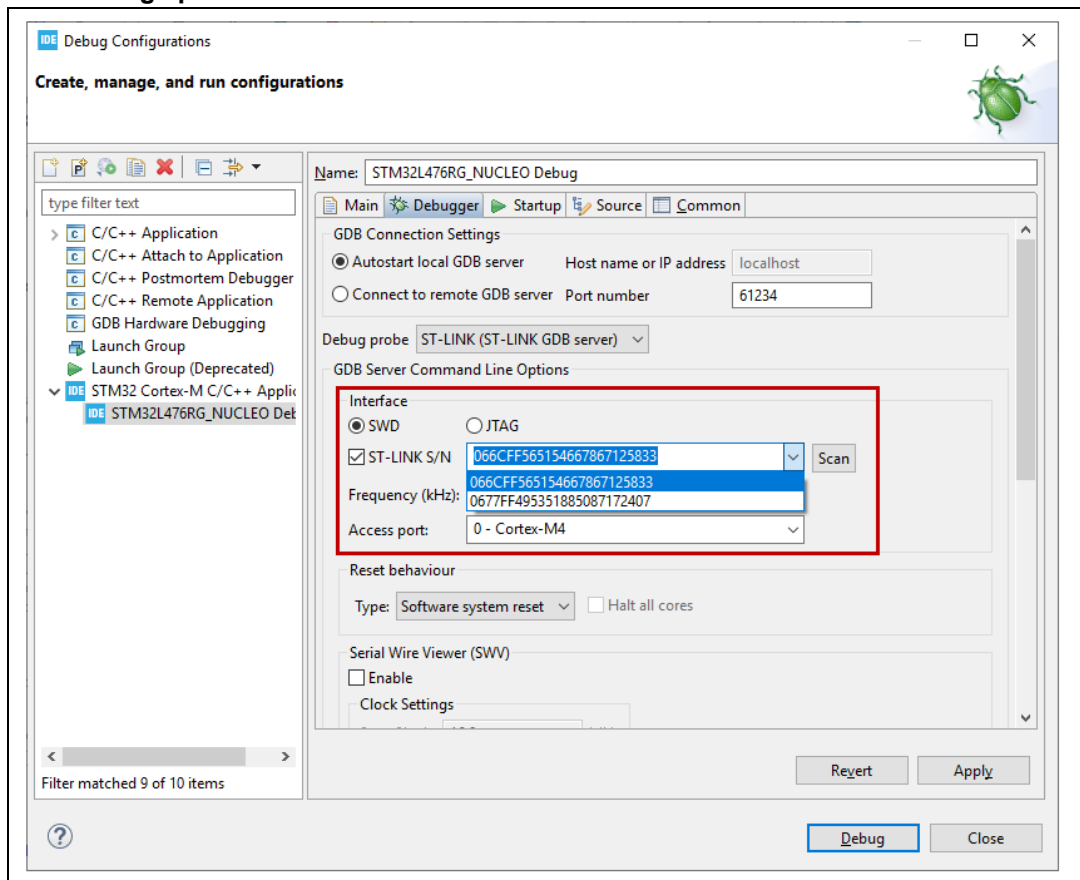 IDE Debug Configurations
Create, manage, and run configurations
type filter text
C/C++ Application
C/C++ Attach to Application
C/C++ Postmortem Debugger
C/C++ Remote Application
GDB Hardware Debugging
Launch Group
Launch Group (Deprecated)
IDE STM32 Cortex-M C/C++ Applic
IDE STM32L476RG_NUCLEO Deb
Filter matched 9 of 10 items
Name: STM32L476RG_NUCLEO Debug
Main Debugger Startup Source Common
GDB Connection Settings
Autostart local GDB server Host name or IP address localhost
Connect to remote GDB server Port number 61234
Debug probe ST-LINK (ST-LINK GDB server)
GDB Server Command Line Options
Interface
SWD JTAG
ST-LINK S/N 066CFF565154667867125833 Scan
066CFF565154667867125833
Frequency (kHz): 0677FF495351885087172407
Access port: 0 - Cortex-M4
Reset behaviour
Type: Software system reset Halt all cores
Serial Wire Viewer (SWV)
Enable
Clock Settings
Revert Apply
? Debug Close